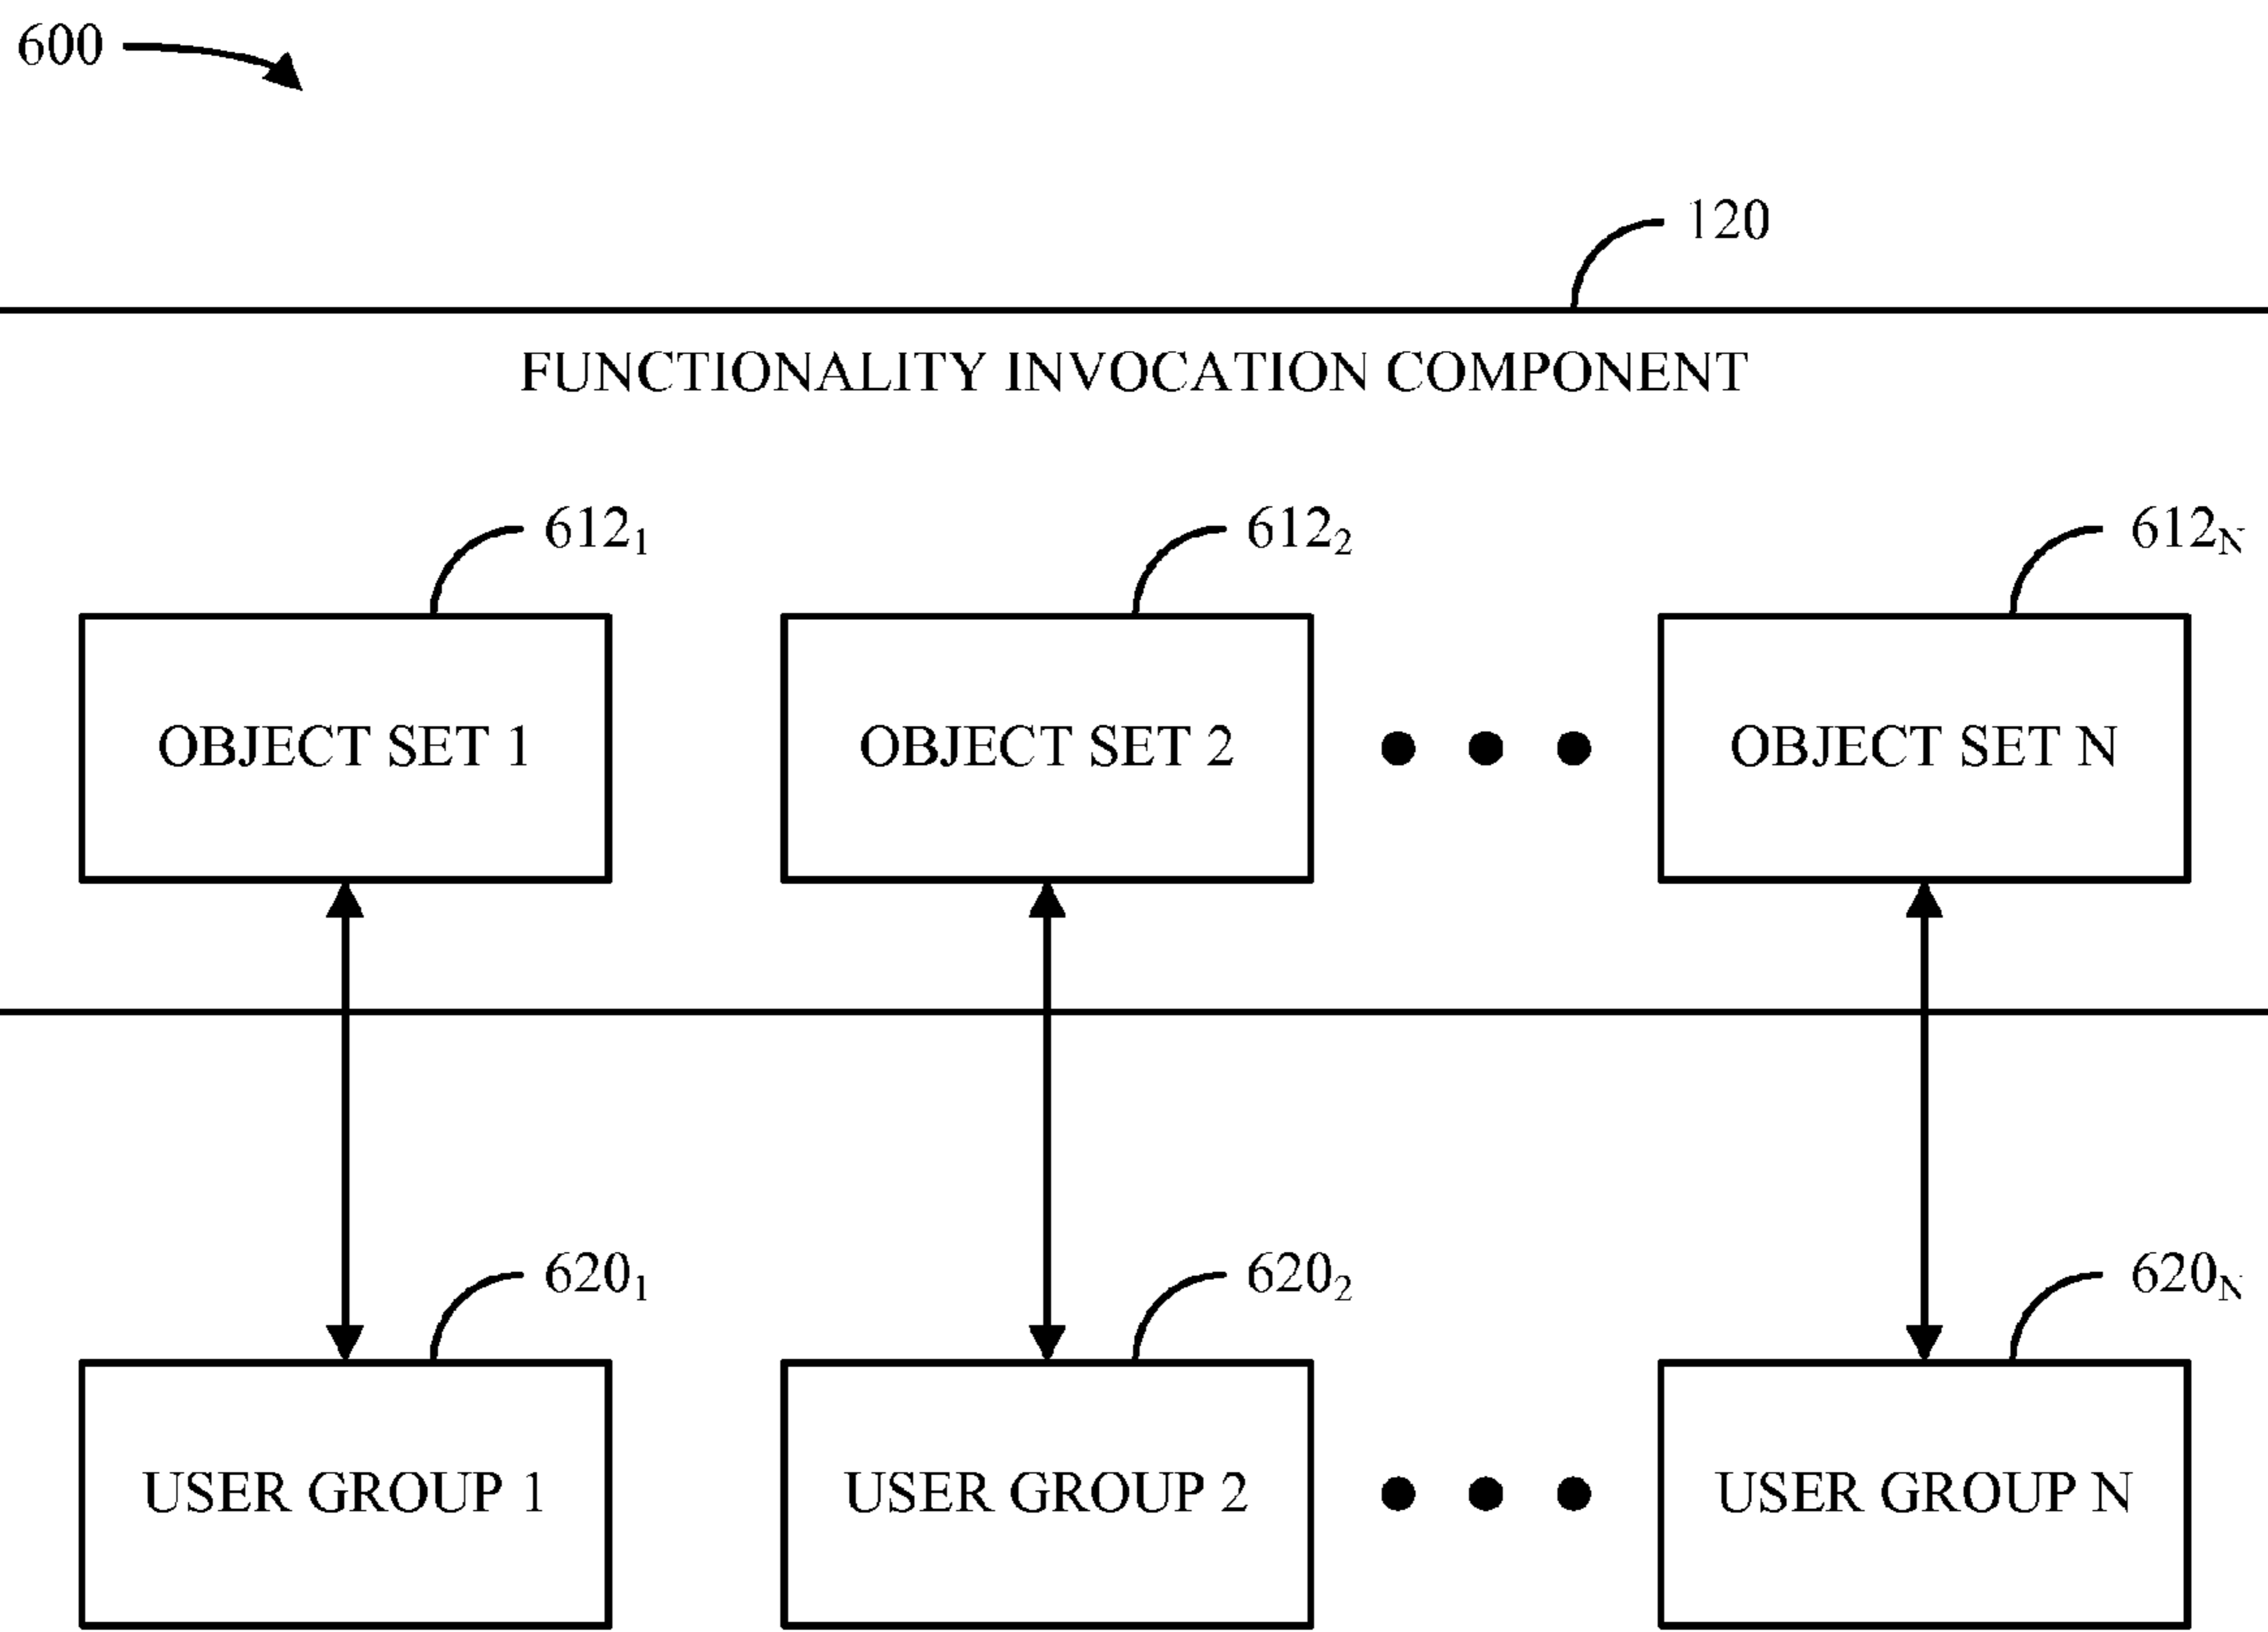 600
120
FUNCTIONALITY INVOCATION COMPONENT
612₁ 612₂ 612N
OBJECT SET 1 OBJECT SET 2 ● ● ● OBJECT SET N
620₁ 620₂ 620N
USER GROUP 1 USER GROUP 2 ● ● ● USER GROUP N